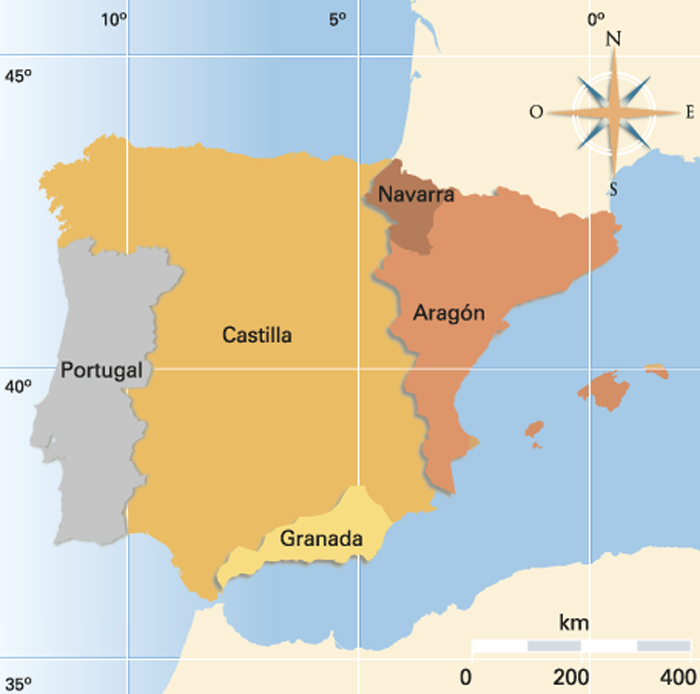 10º
5º
0º
N
45º
O
E
S
Navarra
Aragón
Castilla
Portugal
40º
Granada
km
0
200
400
35º